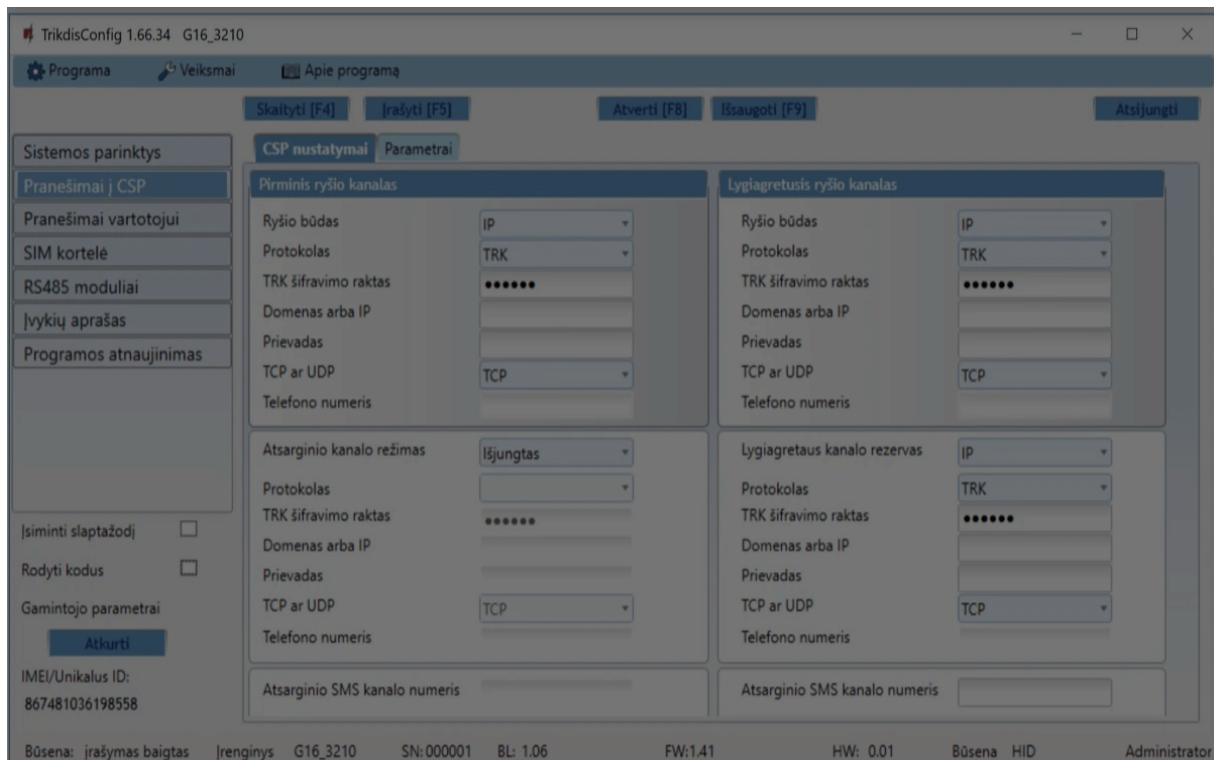 TrikdisConfig 1.66.34 G16_3210
Programa Veiksmai Apie programą
Skaityti [F4] Įrašyti [F5] Atverti [F8] Išsaugoti [F9] Atsijungti
Sistemos parinktys
Pranešimai į CSP
Pranešimai vartotojui
SIM kortelė
RS485 moduliai
Įvykių aprašas
Programos atnaujinimas
Įsiminti slaptažodį
Rodyti kodus
Gamintojo parametrai
Atkurti
IMEI/Unikalus ID:
867481036198558
CSP nustatymai Parametrai
Pirminis ryšio kanalas
Ryšio būdas IP
Protokolas TRK
TRK šifravimo raktas ●●●●●●
Domenas arba IP
Prievadas
TCP ar UDP TCP
Telefono numeris
Atsarginio kanalo režimas Išjungtas
Protokolas
TRK šifravimo raktas ●●●●●●
Domenas arba IP
Prievadas
TCP ar UDP TCP
Telefono numeris
Atsarginio SMS kanalo numeris
Lygiagretusis ryšio kanalas
Ryšio būdas IP
Protokolas TRK
TRK šifravimo raktas ●●●●●●
Domenas arba IP
Prievadas
TCP ar UDP TCP
Telefono numeris
Lygiagretaus kanalo rezervas IP
Protokolas TRK
TRK šifravimo raktas ●●●●●●
Domenas arba IP
Prievadas
TCP ar UDP TCP
Telefono numeris
Atsarginio SMS kanalo numeris
Būsena: įrašymas baigtas Įrenginys G16_3210 SN: 000001 BL: 1.06 FW:1.41 HW: 0.01 Būsena HID Administrator